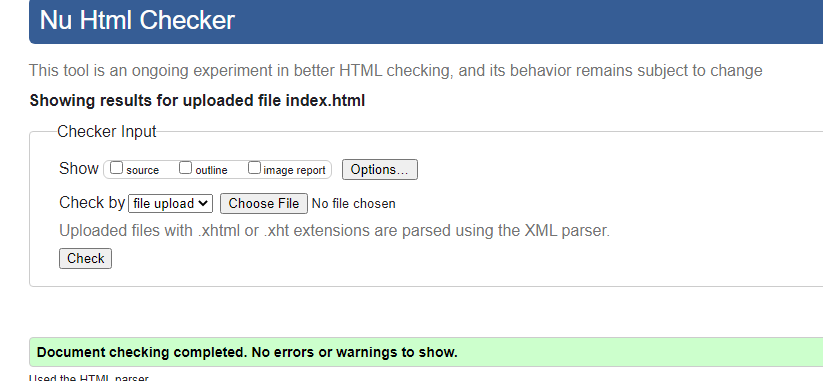 Nu Html Checker
This tool is an ongoing experiment in better HTML checking, and its behavior remains subject to change
Showing results for uploaded file index.html
Checker Input
Show source outline image report Options...
Check by file upload Choose File No file chosen
Uploaded files with .xhtml or .xht extensions are parsed using the XML parser.
Check
Document checking completed. No errors or warnings to show.
Used the HTML parser